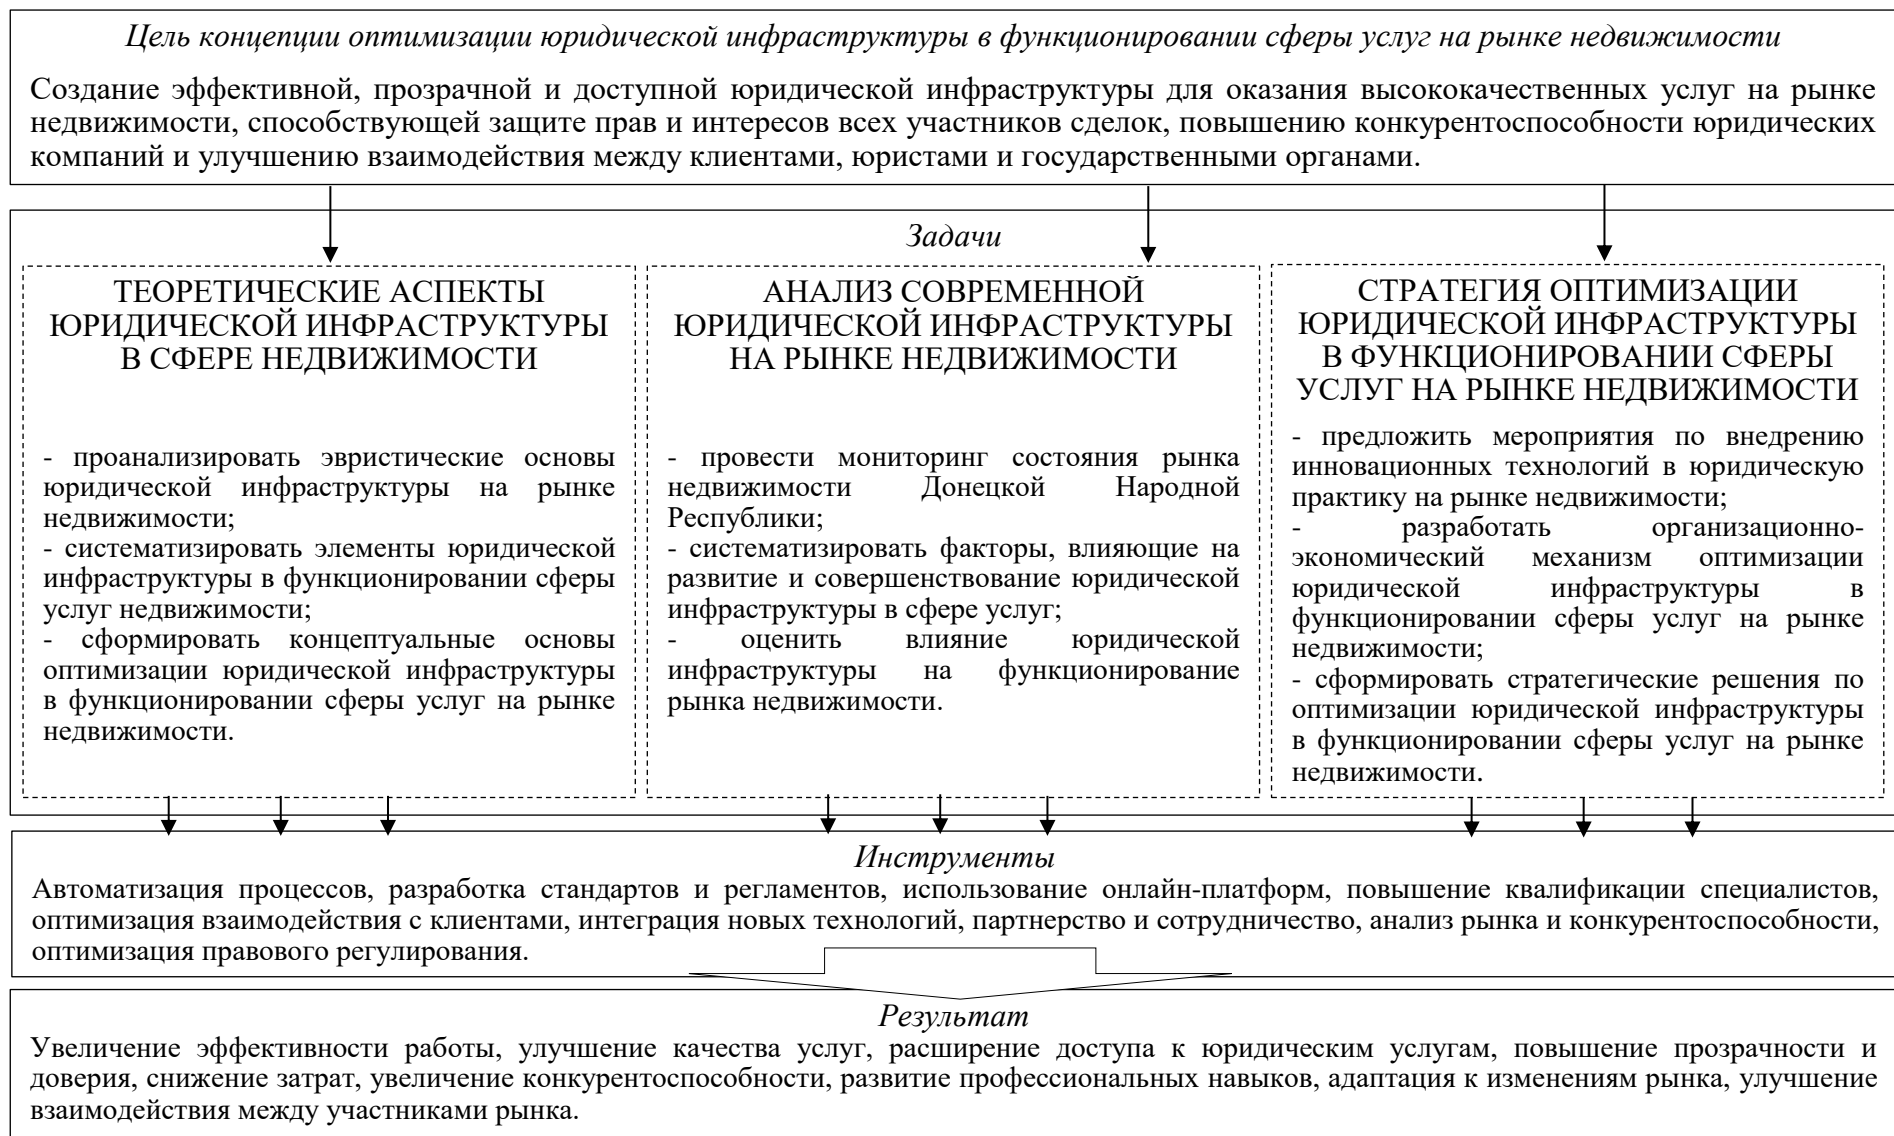 Цель концепции оптимизации юридической инфраструктуры в функционировании сферы услуг на рынке недвижимости
Создание эффективной, прозрачной и доступной юридической инфраструктуры для оказания высококачественных услуг на рынке
недвижимости, способствующей защите прав и интересов всех участников сделок, повышению конкурентоспособности юридических
компаний и улучшению взаимодействия между клиентами, юристами и государственными органами.
Задачи
ТЕОРЕТИЧЕСКИЕ АСПЕКТЫ
ЮРИДИЧЕСКОЙ ИНФРАСТРУКТУРЫ
В СФЕРЕ НЕДВИЖИМОСТИ
- проанализировать эвристические основы
юридической инфраструктуры на рынке
недвижимости;
- систематизировать элементы юридической
инфраструктуры в функционировании сферы
услуг недвижимости;
- сформировать концептуальные основы
оптимизации юридической инфраструктуры
в функционировании сферы услуг на рынке
недвижимости.
АНАЛИЗ СОВРЕМЕННОЙ
ЮРИДИЧЕСКОЙ ИНФРАСТРУКТУРЫ
НА РЫНКЕ НЕДВИЖИМОСТИ
- провести мониторинг состояния рынка
недвижимости Донецкой Народной
Республики;
- систематизировать факторы, влияющие на
развитие и совершенствование юридической
инфраструктуры в сфере услуг;
- оценить влияние юридической
инфраструктуры на функционирование
рынка недвижимости.
СТРАТЕГИЯ ОПТИМИЗАЦИИ
ЮРИДИЧЕСКОЙ ИНФРАСТРУКТУРЫ
В ФУНКЦИОНИРОВАНИИ СФЕРЫ
УСЛУГ НА РЫНКЕ НЕДВИЖИМОСТИ
- предложить мероприятия по внедрению
инновационных технологий в юридическую
практику на рынке недвижимости;
- разработать организационно-
экономический механизм оптимизации
юридической инфраструктуры в
функционировании сферы услуг на рынке
недвижимости;
- сформировать стратегические решения по
оптимизации юридической инфраструктуры
в функционировании сферы услуг на рынке
недвижимости.
Инструменты
Автоматизация процессов, разработка стандартов и регламентов, использование онлайн-платформ, повышение квалификации специалистов,
оптимизация взаимодействия с клиентами, интеграция новых технологий, партнерство и сотрудничество, анализ рынка и конкурентоспособности,
оптимизация правового регулирования.
Результат
Увеличение эффективности работы, улучшение качества услуг, расширение доступа к юридическим услугам, повышение прозрачности и
доверия, снижение затрат, увеличение конкурентоспособности, развитие профессиональных навыков, адаптация к изменениям рынка, улучшение
взаимодействия между участниками рынка.